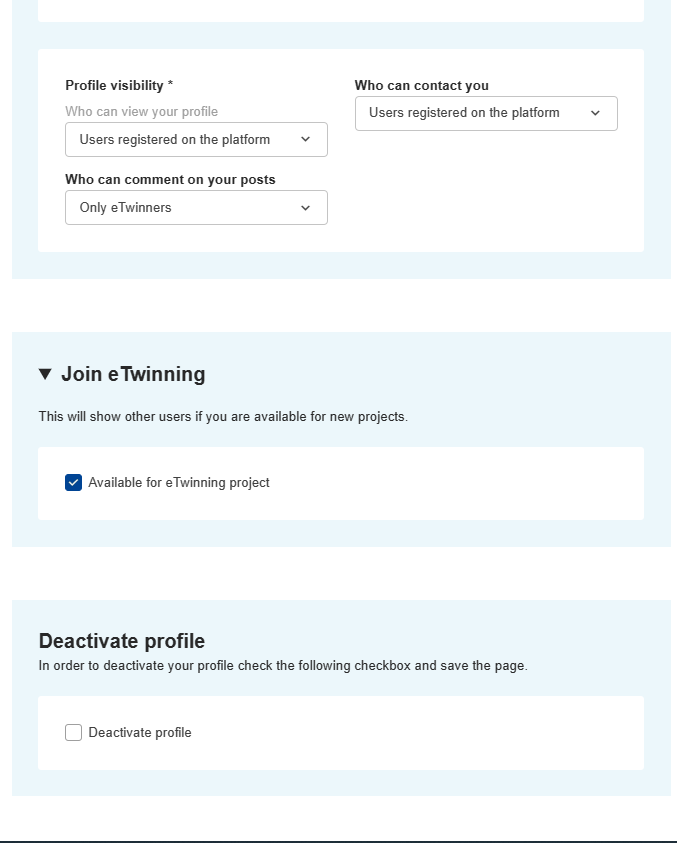 Profile visibility *
Who can view your profile
Users registered on the platform
Who can contact you
Users registered on the platform
Who can comment on your posts
Only eTwinners
Join eTwinning
This will show other users if you are available for new projects.
Available for eTwinning project
Deactivate profile
In order to deactivate your profile check the following checkbox and save the page.
Deactivate profile